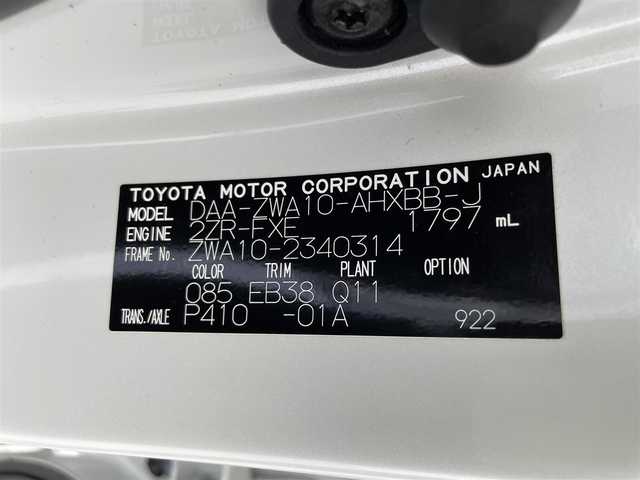 TOYOTA MOTOR CORPORATION JAPAN
MODEL DAA-ZWA10-AHXBB-J
ENGINE 2ZR-FXE 1797 mL
FRAME No. ZWA10-2340314
COLOR TRIM PLANT OPTION
085 EB38 Q11
TRANS./AXLE P410 -01A 922